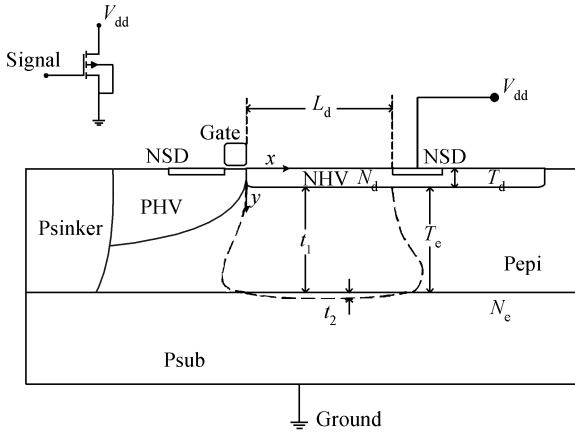 Vdd
Signal
Vdd
Ld
Gate
NSD
x
NSD
NHV Nd
Td
PHV
y
Psinker
t1
Te
Pepi
t2
Ne
Psub
Ground